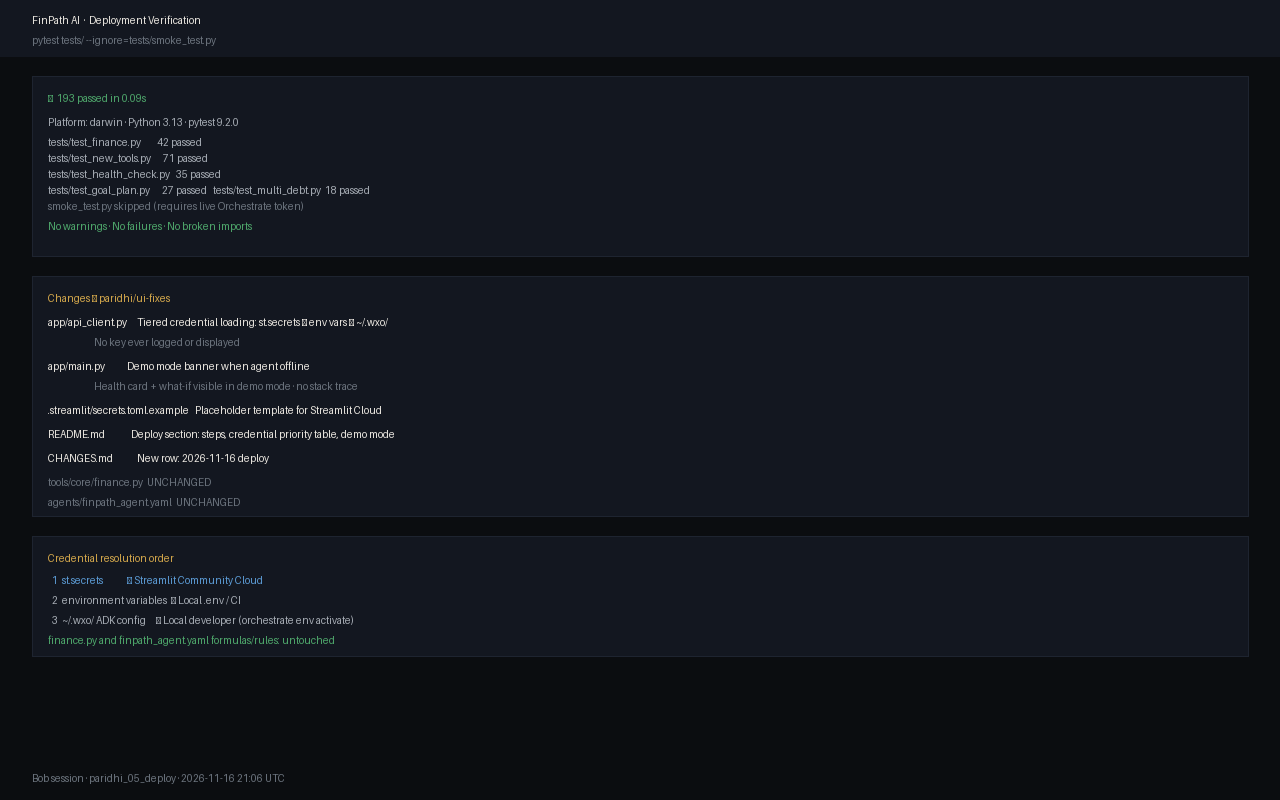 FinPath AI · Deployment Verification
pytest tests/ --ignore=tests/smoke_test.py
193 passed in 0.09s
Platform: darwin · Python 3.13 · pytest 9.2.0
tests/test_finance.py 42 passed
tests/test_new_tools.py 71 passed
tests/test_health_check.py 35 passed
tests/test_goal_plan.py 27 passed tests/test_multi_debt.py 18 passed
smoke_test.py skipped (requires live Orchestrate token)
No warnings · No failures · No broken imports
Changes paridhi/ui-fixes
app/api_client.py Tiered credential loading: st.secrets env vars ~/.wxo/
No key ever logged or displayed
app/main.py Demo mode banner when agent offline
Health card + what-if visible in demo mode · no stack trace
.streamlit/secrets.toml.example Placeholder template for Streamlit Cloud
README.md Deploy section: steps, credential priority table, demo mode
CHANGES.md New row: 2026-11-16 deploy
tools/core/finance.py UNCHANGED
agents/finpath_agent.yaml UNCHANGED
Credential resolution order
1 st.secrets Streamlit Community Cloud
2 environment variables Local .env / CI
3 ~/.wxo/ ADK config Local developer (orchestrate env activate)
finance.py and finpath_agent.yaml formulas/rules: untouched
Bob session · paridhi_05_deploy · 2026-11-16 21:06 UTC